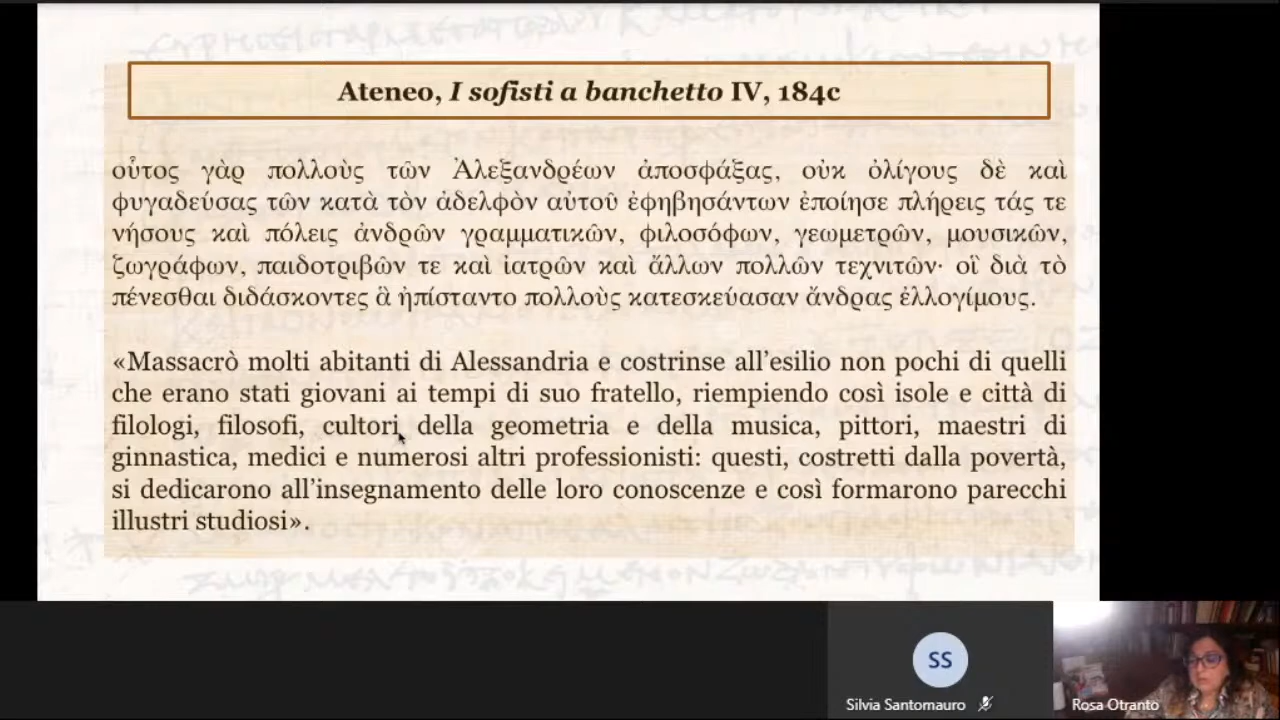 Ateneo, I sofisti a banchetto IV, 184c
οὗτος γὰρ πολλοὺς τῶν Ἀλεξανδρέων ἀποσφάξας, οὐκ ὀλίγους δὲ καὶ
φυγαδεύσας τῶν κατὰ τὸν ἀδελφὸν αὐτοῦ ἐφηβησάντων ἐποίησε πλήρεις τάς τε
νήσους καὶ πόλεις ἀνδρῶν γραμματικῶν, φιλοσόφων, γεωμετρῶν, μουσικῶν,
ζωγράφων, παιδοτριβῶν τε καὶ ἰατρῶν καὶ ἄλλων πολλῶν τεχνιτῶν· οἳ διὰ τὸ
πένεσθαι διδάσκοντες ἃ ἠπίσταντο πολλοὺς κατεσκεύασαν ἄνδρας ἐλλογίμους.
«Massacrò molti abitanti di Alessandria e costrinse all’esilio non pochi di quelli
che erano stati giovani ai tempi di suo fratello, riempiendo così isole e città di
filologi, filosofi, cultori della geometria e della musica, pittori, maestri di
ginnastica, medici e numerosi altri professionisti: questi, costretti dalla povertà,
si dedicarono all’insegnamento delle loro conoscenze e così formarono parecchi
illustri studiosi».
SS
Silvia Santomauro
Rosa Otranto